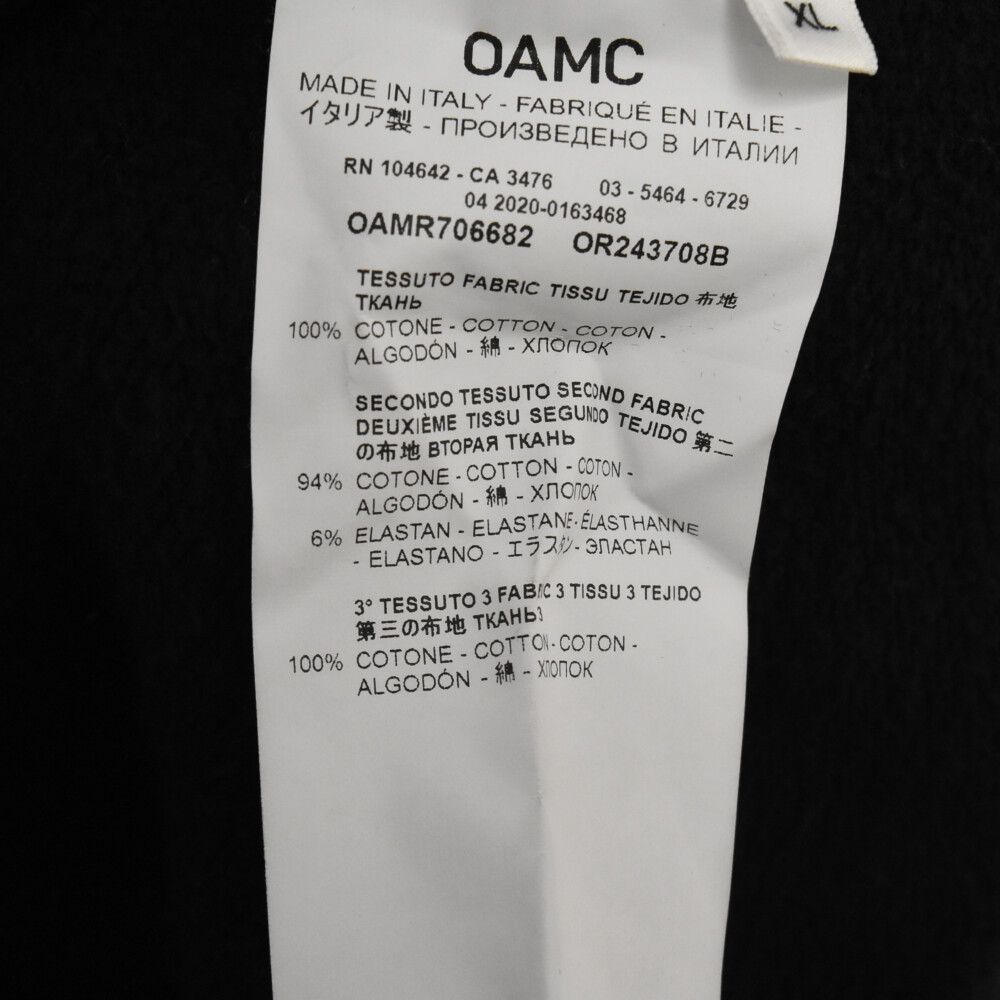 XL
OAMC
MADE IN ITALY - FABRIQUÉ EN ITALIE -
イタリア製 - ПРОИЗВЕДЕНО В ИТАЛИИ
RN 104642 - CA 3476 03 - 5464 - 6729
04 2020-0163468
OAMR706682 OR243708B
TESSUTO FABRIC TISSU TEJIDO 布地
ТКАНЬ
100% COTONE - COTTON - COTON -
ALGODÓN - 綿 - ХЛОПОК
SECONDO TESSUTO SECOND FABRIC
DEUXIÈME TISSU SEGUNDO TEJIDO 第二
の布地 ВТОРАЯ ТКАНЬ
94% COTONE - COTTON - COTON -
ALGODÓN - 綿 - ХЛОПОК
6% ELASTAN - ELASTANE - ÉLASTHANNE
- ELASTANO - エラスタン - ЭЛАСТАН
3° TESSUTO 3 FABRIC 3 TISSU 3 TEJIDO
第三の布地 ТКАНЬ3
100% COTONE - COTTON - COTON -
ALGODÓN - 綿 - ХЛОПОК